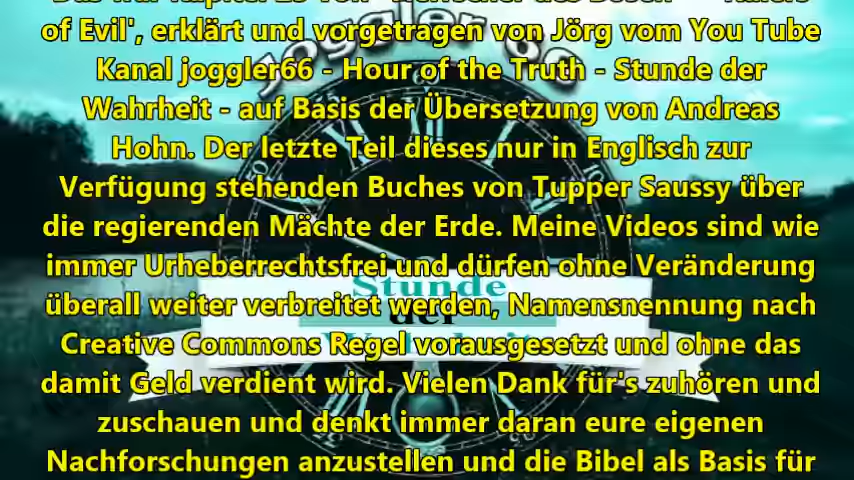 of Evil', erklärt und vorgetragen von Jörg vom You Tube
Kanal joggler66 - Hour of the Truth - Stunde der
Wahrheit - auf Basis der Übersetzung von Andreas
Hohn. Der letzte Teil dieses nur in Englisch zur
Verfügung stehenden Buches von Tupper Saussy über
die regierenden Mächte der Erde. Meine Videos sind wie
immer Urheberrechtsfrei und dürfen ohne Veränderung
überall weiter verbreitet werden, Namensnennung nach
Creative Commons Regel vorausgesetzt und ohne das
damit Geld verdient wird. Vielen Dank für's zuhören und
zuschauen und denkt immer daran eure eigenen
Nachforschungen anzustellen und die Bibel als Basis für
joggler 66
Stunde
der